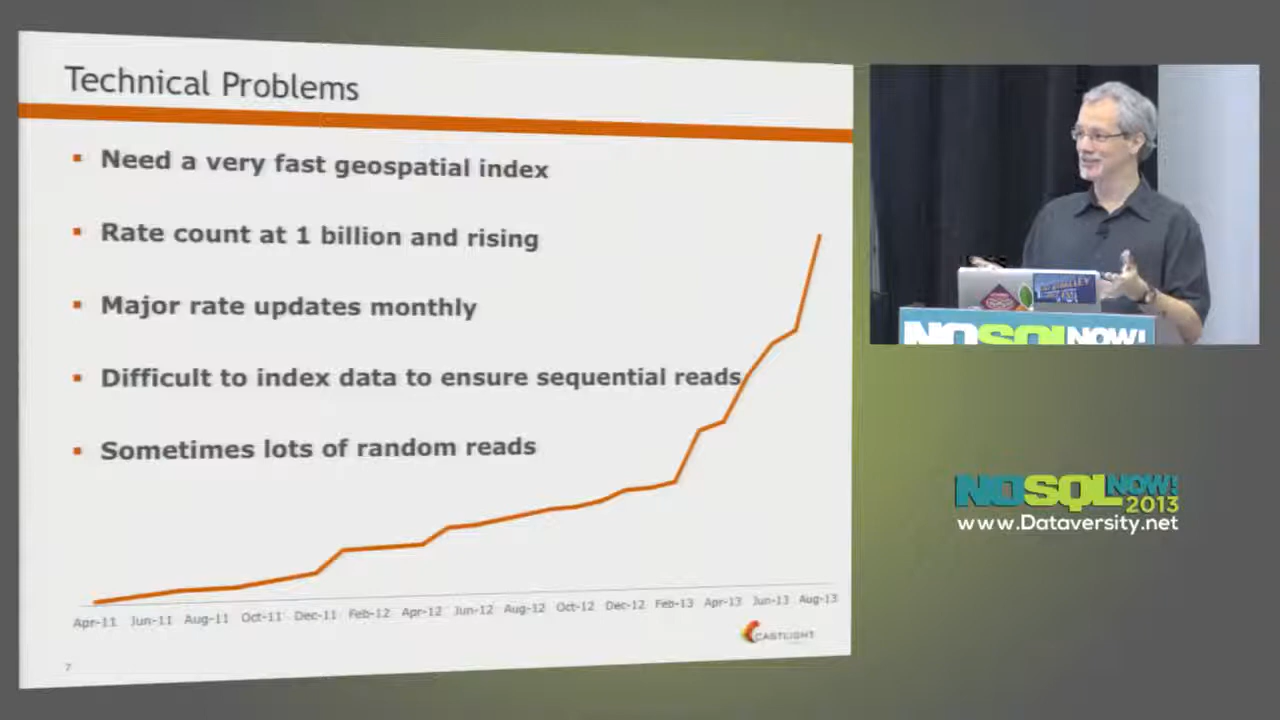 Technical Problems
Need a very fast geospatial index
Rate count at 1 billion and rising
Major rate updates monthly
Difficult to index data to ensure sequential reads
Sometimes lots of random reads
Apr-11 Jun-11 Aug-11 Oct-11 Dec-11 Feb-12 Apr-12 Jun-12 Aug-12 Oct-12 Dec-12 Feb-13 Apr-13 Jun-13 Aug-13
CASTLIGHT
7
NOSQL NOW!
NOSQL NOW!
2013
www.Dataversity.net